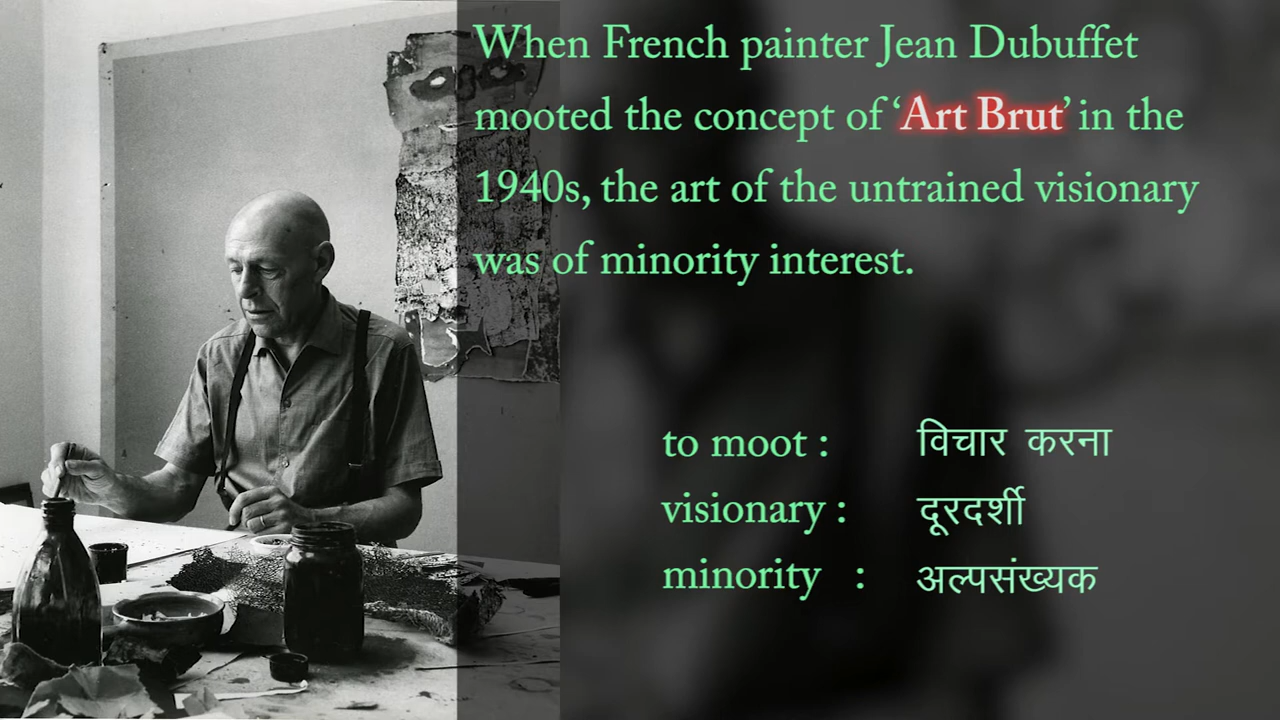 When French painter Jean Dubuffet
mooted the concept of ‘Art Brut’ in the
1940s, the art of the untrained visionary
was of minority interest.
to moot : विचार करना
visionary : दूरदर्शी
minority : अल्पसंख्यक